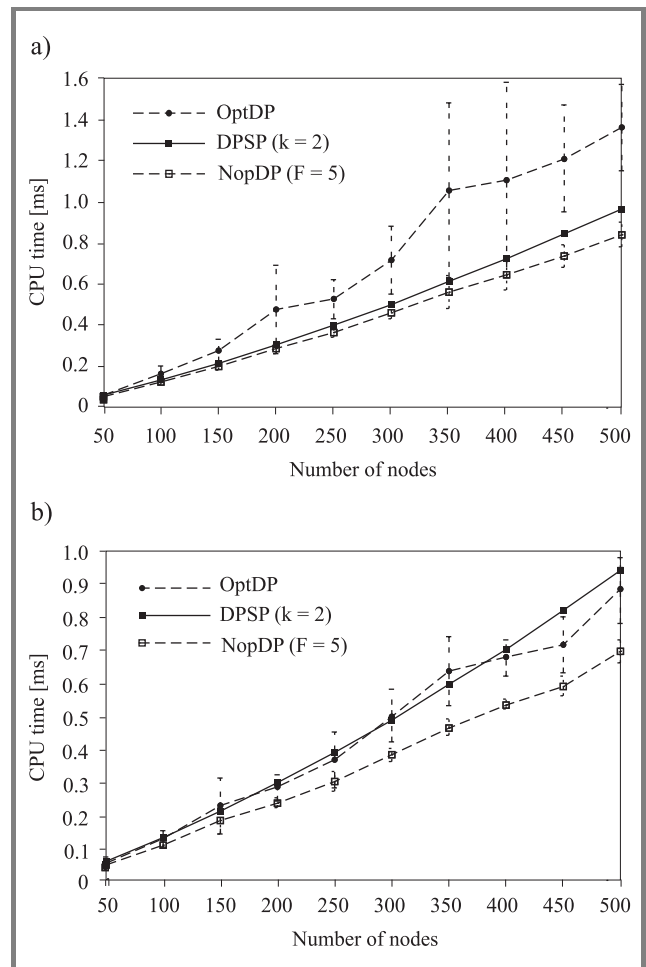 a)
1.6
1.4
1.2
1.0
0.8
0.6
0.4
0.2
0
CPU time [ms]
OptDP
DPSP (k = 2)
NopDP (F = 5)
50 100 150 200 250 300 350 400 450 500
Number of nodes
b)
1.0
0.9
0.8
0.7
0.6
0.5
0.4
0.3
0.2
0.1
0
CPU time [ms]
OptDP
DPSP (k = 2)
NopDP (F = 5)
50 100 150 200 250 300 350 400 450 500
Number of nodes